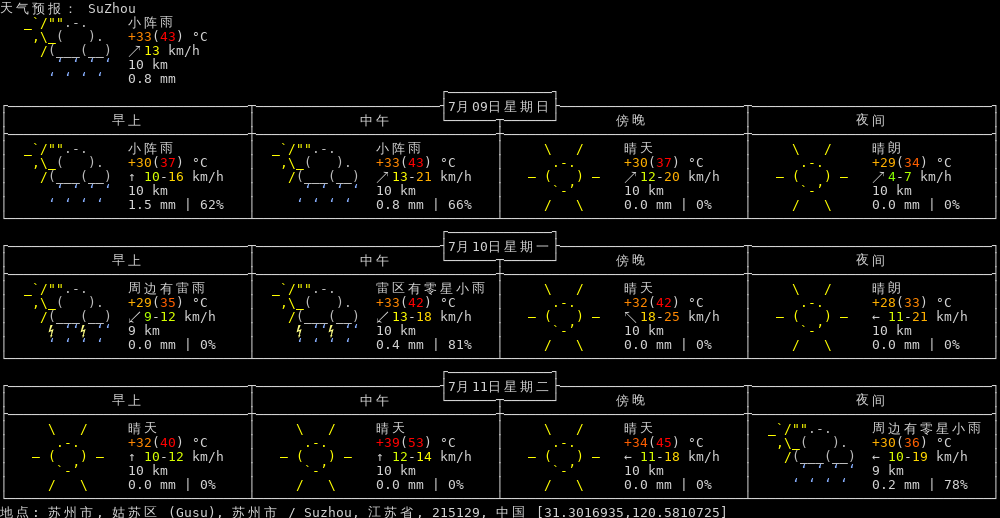 天气预报: SuZhou
小阵雨
+33(43) °C
↗13 km/h
10 km
0.8 mm
7月09日星期日
早上 中午 傍晚 夜间
小阵雨 小阵雨 晴天 晴朗
+30(37) °C +33(43) °C +30(37) °C +29(34) °C
↑ 10-16 km/h ↗13-21 km/h ↗12-20 km/h ↗4-7 km/h
10 km 10 km 10 km 10 km
1.5 mm | 62% 0.8 mm | 66% 0.0 mm | 0% 0.0 mm | 0%
7月10日星期一
早上 中午 傍晚 夜间
周边有雷雨 雷区有零星小雨 晴天 晴朗
+29(35) °C +33(42) °C +32(42) °C +28(33) °C
↙9-12 km/h ↙13-18 km/h ↖18-25 km/h ← 11-21 km/h
9 km 10 km 10 km 10 km
0.0 mm | 0% 0.4 mm | 81% 0.0 mm | 0% 0.0 mm | 0%
7月11日星期二
早上 中午 傍晚 夜间
晴天 晴天 晴天 周边有零星小雨
+32(40) °C +39(53) °C +34(45) °C +30(36) °C
↑ 10-12 km/h ↑ 12-14 km/h ← 11-18 km/h ← 10-19 km/h
10 km 10 km 10 km 9 km
0.0 mm | 0% 0.0 mm | 0% 0.0 mm | 0% 0.2 mm | 78%
地点: 苏州市, 姑苏区 (Gusu), 苏州市 / Suzhou, 江苏省, 215129, 中国 [31.3016935,120.5810725]